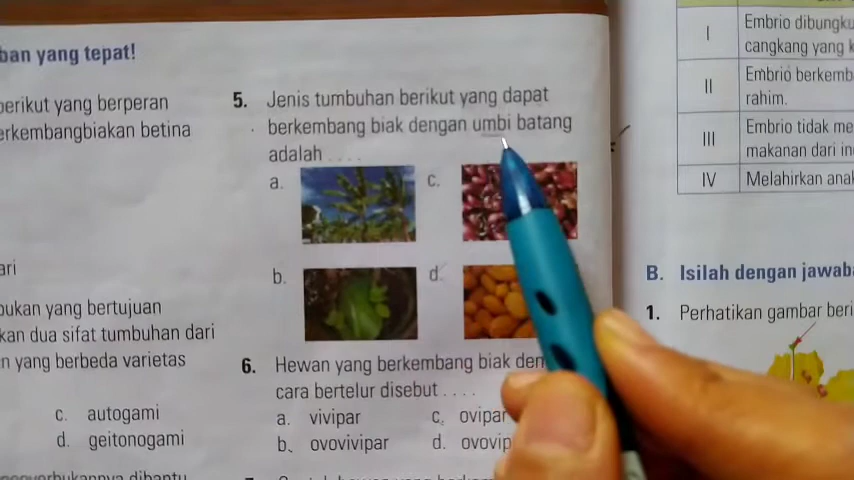 ban yang tepat!
berikut yang berperan
erkembangbiakan betina
ari
bukan yang bertujuan
kan dua sifat tumbuhan dari
n yang berbeda varietas
c. autogami
d. geitonogami
dibantu
5. Jenis tumbuhan berikut yang dapat
berkembang biak dengan umbi batang
adalah . . . .
a.
c.
b.
d.
6. Hewan yang berkembang biak den
cara bertelur disebut . . . .
a. vivipar
c. ovipar
b. ovovivipar
d. ovovip
I
Embrio dibungku
cangkang yang k
II
Embrio berkemb
rahim.
III
Embrio tidak me
makanan dari in
IV
Melahirkan anal
B. Isilah dengan jawab
1. Perhatikan gambar beri